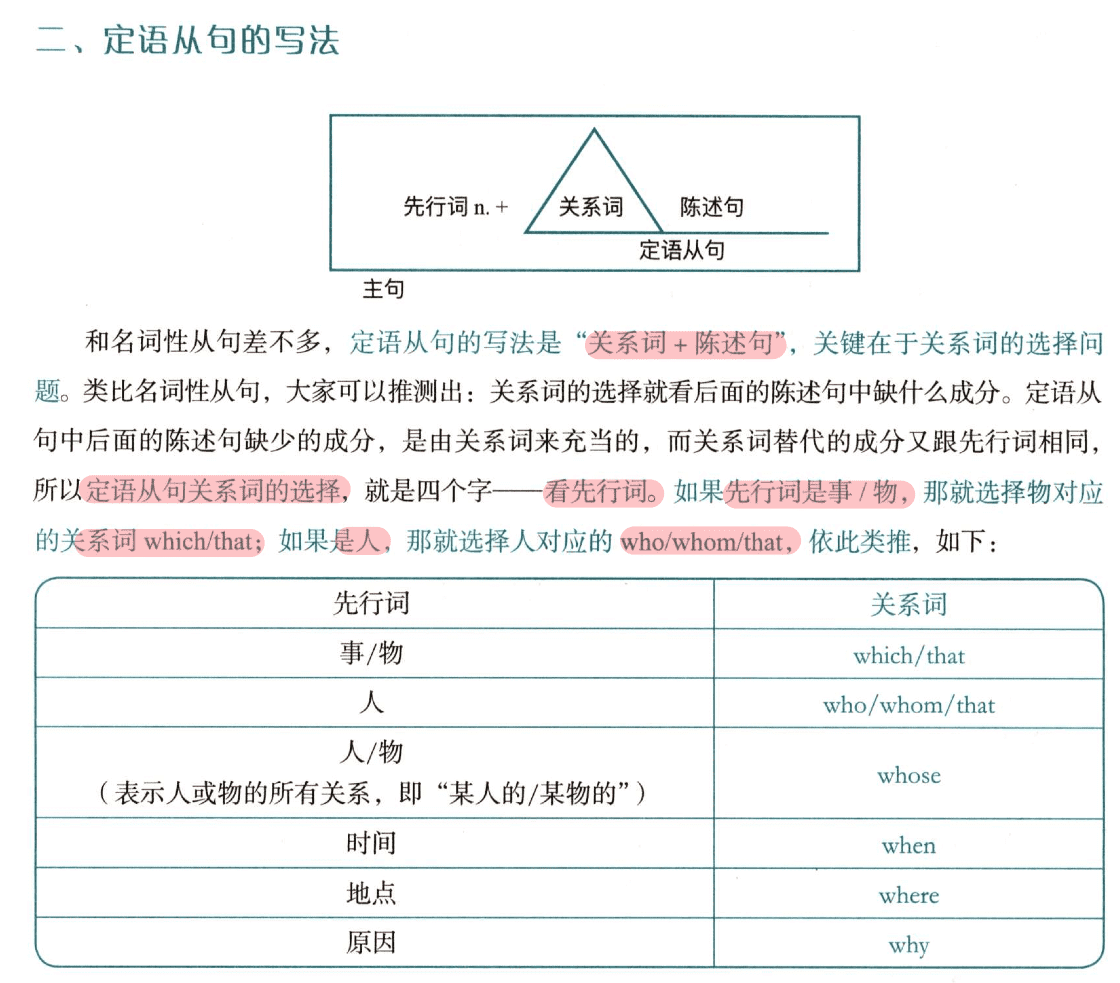 二、定语从句的写法
先行词 n. + 关系词 陈述句
定语从句
主句
和名词性从句差不多，定语从句的写法是“关系词 + 陈述句”，关键在于关系词的选择问
题。类比名词性从句，大家可以推测出：关系词的选择就看后面的陈述句中缺什么成分。定语从
句中后面的陈述句缺少的成分，是由关系词来充当的，而关系词替代的成分又跟先行词相同，
所以定语从句关系词的选择，就是四个字——看先行词。如果先行词是事 / 物，那就选择物对应
的关系词 which/that；如果是人，那就选择人对应的 who/whom/that，依此类推，如下：
先行词 关系词
事/物 which/that
人 who/whom/that
人/物
（表示人或物的所有关系，即“某人的/某物的”） whose
时间 when
地点 where
原因 why